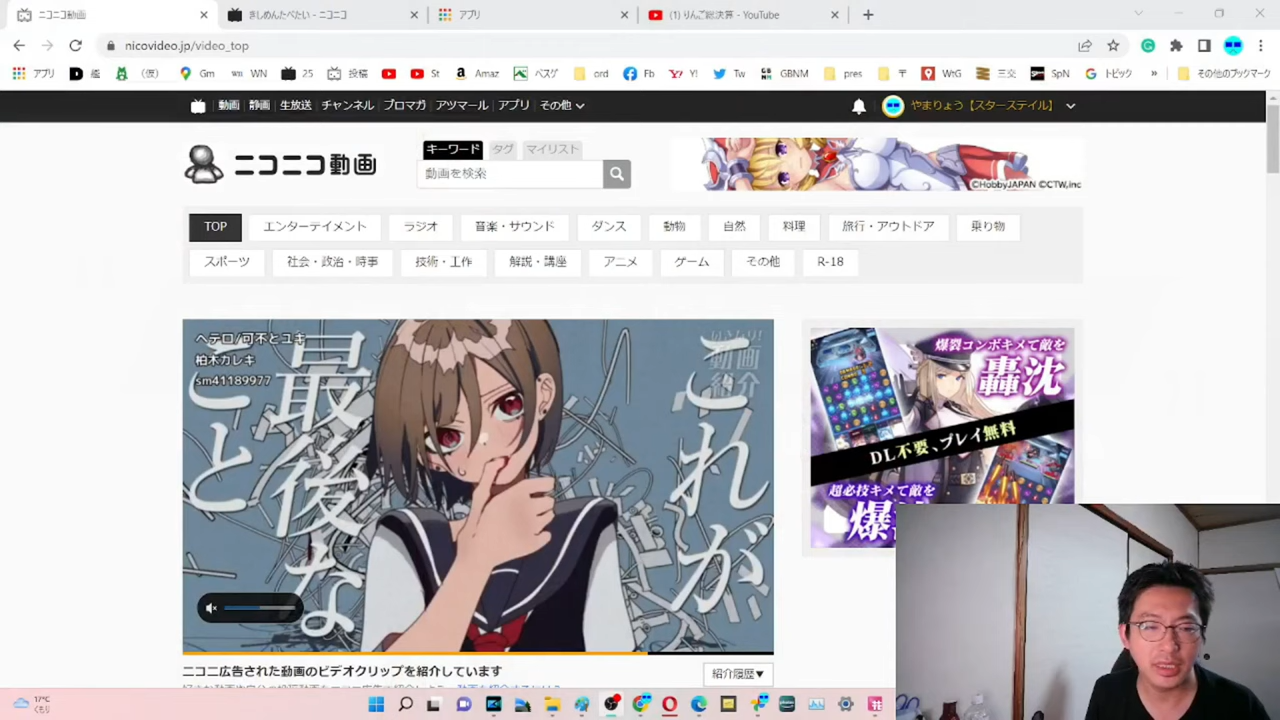 ニコニコ動画
きしめんたべたい - ニコニコ
アプリ
(1) りんご総決算 - YouTube
nicovideo.jp/video_top
アプリ
艦
(仮)
Gm
WN
25
投稿
St
Amaz
ベスゲ
ord
Fb
Y!
Tw
GBNM
pres
〒
WtG
三交
SpN
トピック
»
その他のブックマーク
動画 静画 生放送 チャンネル ブロマガ アツマール アプリ その他
やまりょう【スターステイル】
ニコニコ動画
キーワード タグ マイリスト
動画を検索
©HobbyJAPAN ©CTW,inc
TOP エンターテイメント ラジオ 音楽・サウンド ダンス 動物 自然 料理 旅行・アウトドア 乗り物
スポーツ 社会・政治・時事 技術・工作 解説・講座 アニメ ゲーム その他 R-18
ヘテロ/可不とユキ
柏木カレキ
sm41189977
これが、
最後な
こと
動画
紹介
爆裂コンボキメて敵を
轟沈
DL不要、プレイ無料
超必技キメて敵を
ニコニ広告された動画のビデオクリップを紹介しています
紹介履歴▼
17℃
くもり